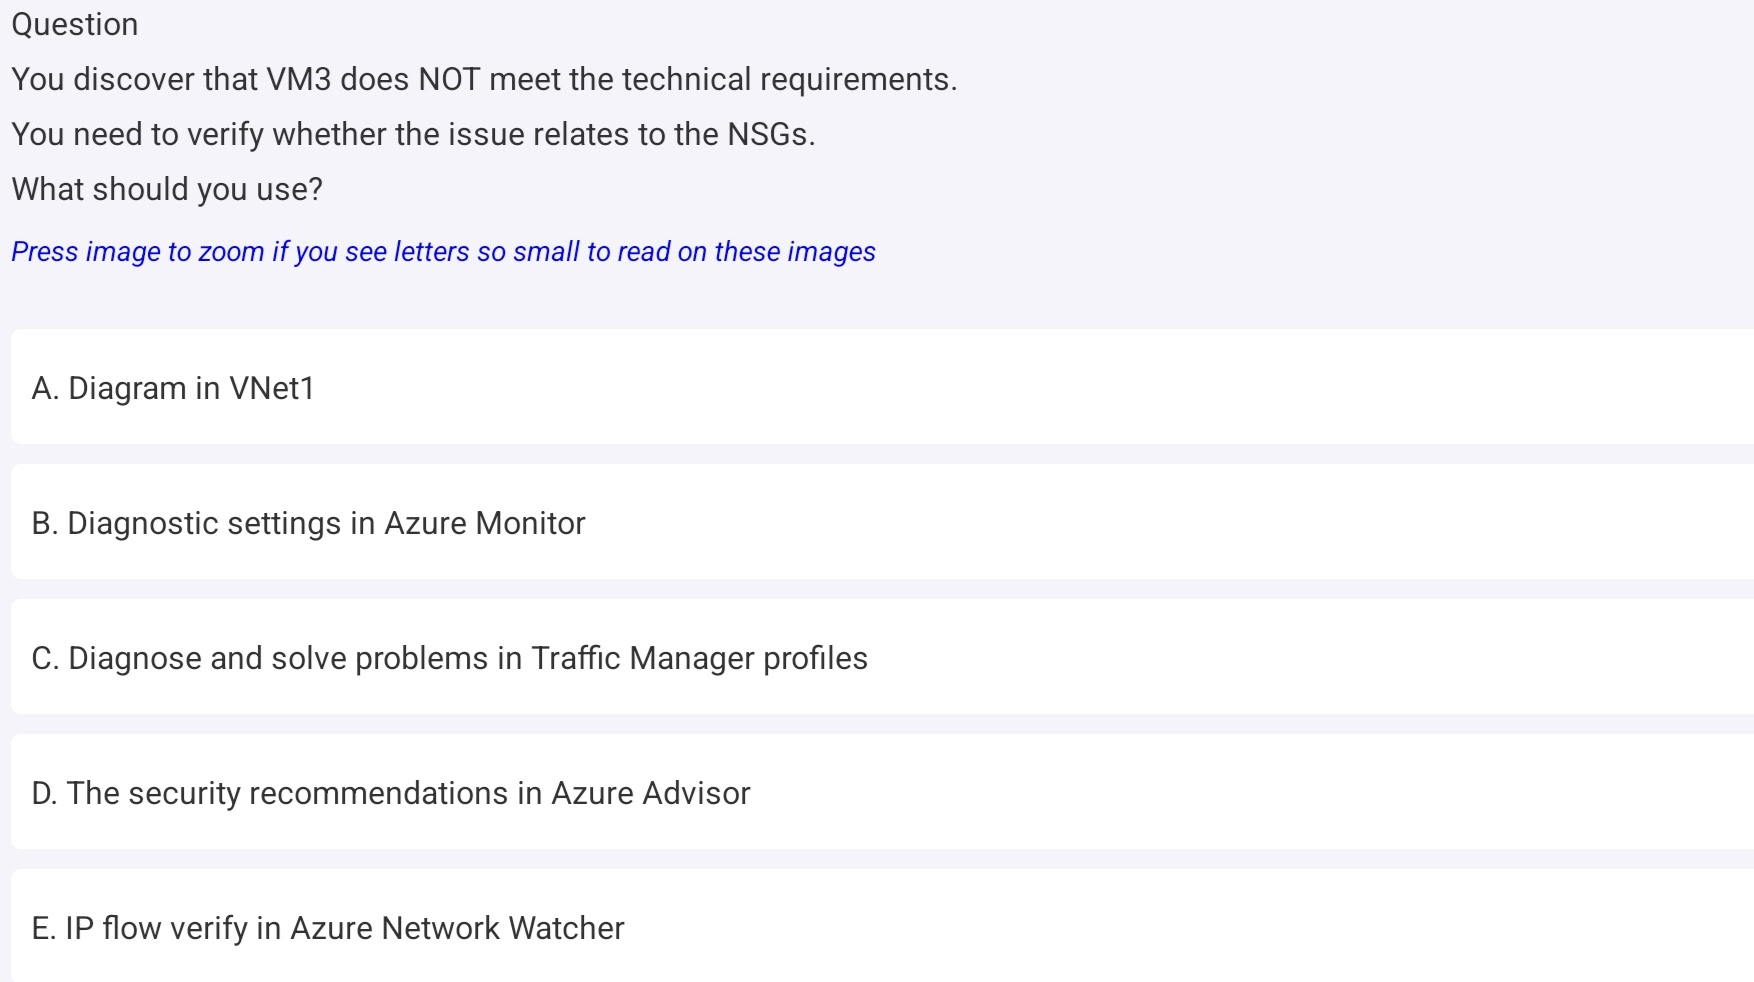 Question
You discover that VM3 does NOT meet the technical requirements.
You need to verify whether the issue relates to the NSGs.
What should you use?
Press image to zoom if you see letters so small to read on these images
A. Diagram in VNet1
B. Diagnostic settings in Azure Monitor
C. Diagnose and solve problems in Traffic Manager profiles
D. The security recommendations in Azure Advisor
E. IP flow verify in Azure Network Watcher